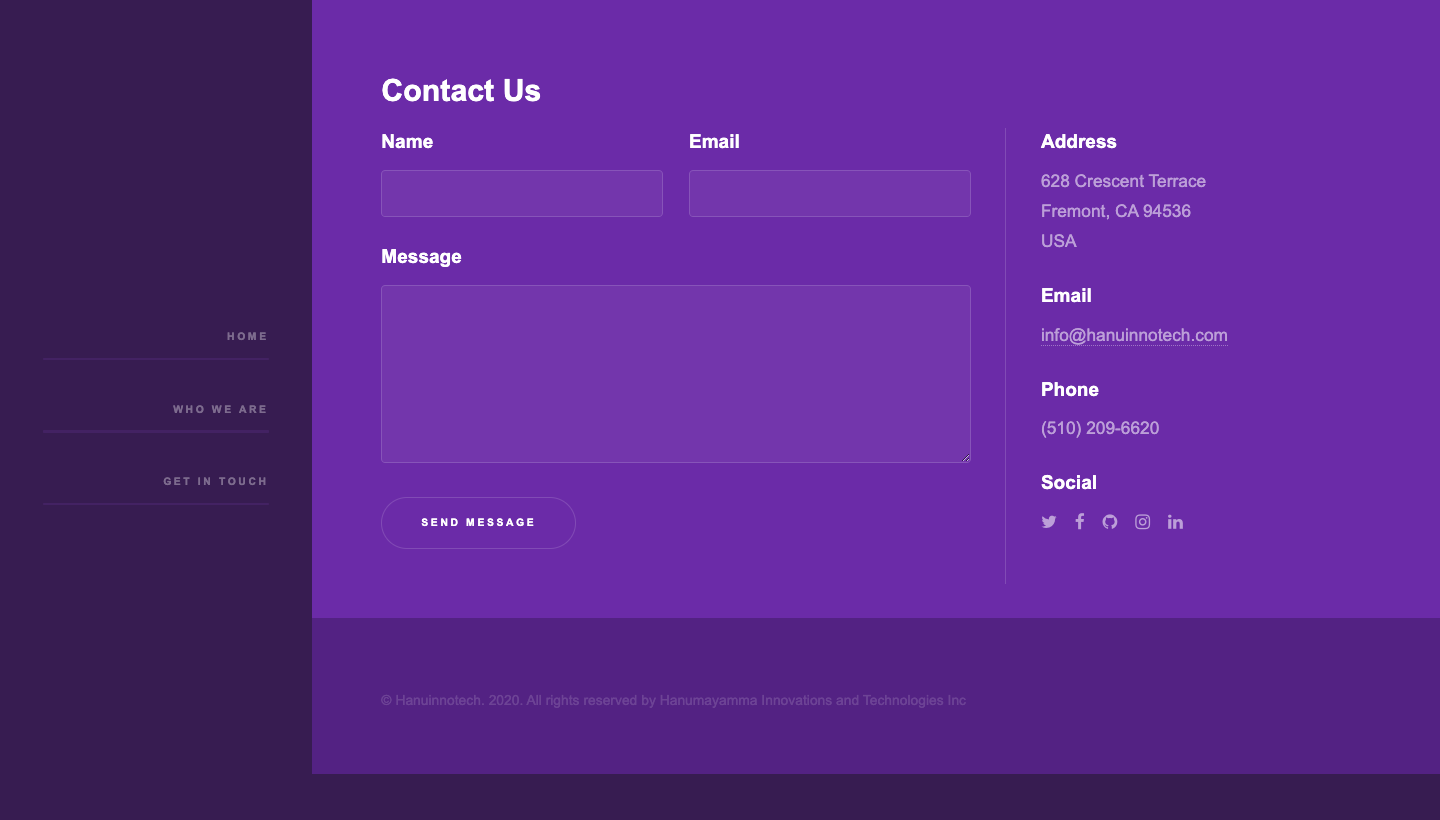 HOME
WHO WE ARE
GET IN TOUCH
Contact Us
Name
Email
Message
SEND MESSAGE
Address
628 Crescent Terrace
Fremont, CA 94536
USA
Email
info@hanuinnotech.com
Phone
(510) 209-6620
Social
© Hanuinnotech. 2020. All rights reserved by Hanumayamma Innovations and Technologies Inc